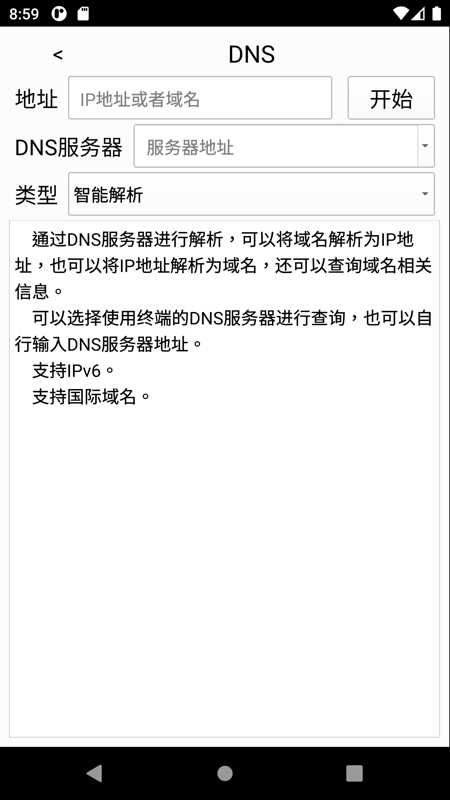 8:59
< DNS
地址 IP地址或者域名 开始
DNS服务器 服务器地址
类型 智能解析
通过DNS服务器进行解析，可以将域名解析为IP地
址，也可以将IP地址解析为域名，还可以查询域名相关
信息。
可以选择使用终端的DNS服务器进行查询，也可以自
行输入DNS服务器地址。
支持IPv6。
支持国际域名。